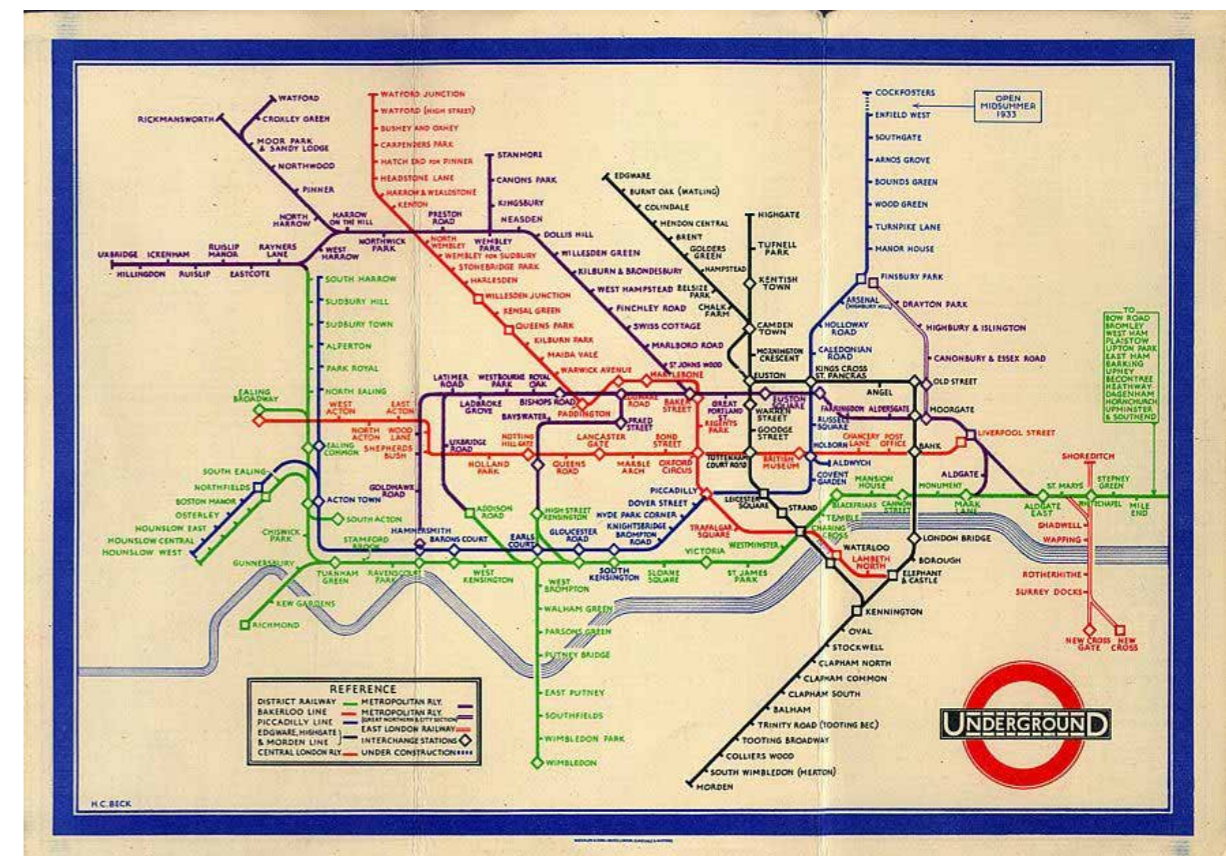 WATFORD
RICKMANSWORTH
CROXLEY GREEN
MOOR PARK
& SANDY LODGE
NORTHWOOD
PINNER
NORTH
HARROW
HARROW
ON THE HILL
NORTHWICK
PARK
PRESTON
ROAD
WEMBLEY
PARK
STANMORE
CANONS PARK
KINGSBURY
NEASDEN
DOLLIS HILL
WILLESDEN GREEN
KILBURN & BRONDESBURY
WEST HAMPSTEAD
FINCHLEY ROAD
SWISS COTTAGE
MARLBORO ROAD
ST JOHNS WOOD
UXBRIDGE
HILLINGDON
ICKENHAM
RUISLIP
RUISLIP
MANOR
EASTCOTE
RAYNERS
LANE
WEST
HARROW
WATFORD JUNCTION
WATFORD (HIGH STREET)
BUSHEY AND OXHEY
CARPENDERS PARK
HATCH END FOR PINNER
HEADSTONE LANE
HARROW & WEALDSTONE
KENTON
NORTH
WEMBLEY
WEMBLEY FOR SUDBURY
STONEBRIDGE PARK
HARLESDEN
WILLESDEN JUNCTION
KENSAL GREEN
QUEENS PARK
KILBURN PARK
MAIDA VALE
WARWICK AVENUE
PADDINGTON
EDGWARE
ROAD
MARYLEBONE
BAKER
STREET
REGENTS
PARK
EDGWARE
BURNT OAK (WATLING)
COLINDALE
HENDON CENTRAL
BRENT
GOLDERS
GREEN
HAMPSTEAD
BELSIZE
PARK
CHALK
FARM
HIGHGATE
TUFNELL
PARK
KENTISH
TOWN
CAMDEN
TOWN
MORNINGTON
CRESCENT
EUSTON
COCKFOSTERS
OPEN
MIDSUMMER
1933
ENFIELD WEST
SOUTHGATE
ARNOS GROVE
BOUNDS GREEN
WOOD GREEN
TURNPIKE LANE
MANOR HOUSE
FINSBURY PARK
ARSENAL
(HIGHBURY HILL)
HOLLOWAY
ROAD
CALEDONIAN
ROAD
KINGS CROSS
ST. PANCRAS
DRAYTON PARK
HIGHBURY & ISLINGTON
CANONBURY & ESSEX ROAD
OLD STREET
ANGEL
MOORGATE
TO
BOW ROAD
BROMLEY
WEST HAM
PLAISTOW
UPTON PARK
EAST HAM
BARKING
UPNEY
BECONTREE
HEATHWAY
DAGENHAM
HORNCHURCH
UPMINSTER
& SOUTHEND
SOUTH HARROW
SUDBURY HILL
SUDBURY TOWN
ALPERTON
PARK ROYAL
NORTH EALING
EALING
BROADWAY
WEST
ACTON
NORTH
ACTON
EAST
ACTON
WOOD
LANE
SHEPHERDS
BUSH
HOLLAND
PARK
NOTTING
HILL GATE
QUEENS
ROAD
LANCASTER
GATE
MARBLE
ARCH
BOND
STREET
OXFORD
CIRCUS
TOTTENHAM
COURT ROAD
BRITISH
MUSEUM
CHANCERY
LANE
POST
OFFICE
BANK
LIVERPOOL STREET
LATIMER
ROAD
LADBROKE
GROVE
WESTBOURNE
PARK
ROYAL
OAK
BISHOPS ROAD
BAYSWATER
PRAED
STREET
UXBRIDGE
ROAD
GOLDHAWK
ROAD
GREAT
PORTLAND
ST.
EUSTON
SQUARE
FARRINGDON
ALDERSGATE
ALDGATE
WARREN
STREET
GOODGE
STREET
RUSSELL
SQUARE
HOLBORN
ALDWYCH
COVENT
GARDEN
LEICESTER
SQUARE
STRAND
PICCADILLY
DOVER STREET
HYDE PARK CORNER
KNIGHTSBRIDGE
BROMPTON
ROAD
TRAFALGAR
SQUARE
EALING
COMMON
SOUTH EALING
NORTHFIELDS
BOSTON MANOR
OSTERLEY
HOUNSLOW EAST
HOUNSLOW CENTRAL
HOUNSLOW WEST
ACTON TOWN
SOUTH ACTON
CHISWICK
PARK
GUNNERSBURY
KEW GARDENS
RICHMOND
TURNHAM
GREEN
STAMFORD
BROOK
RAVENSCOURT
PARK
HAMMERSMITH
BARONS COURT
WEST
KENSINGTON
ADDISON
ROAD
EARLS
COURT
HIGH STREET
KENSINGTON
GLOUCESTER
ROAD
SOUTH
KENSINGTON
SLOANE
SQUARE
VICTORIA
ST. JAMES
PARK
WESTMINSTER
CHARING
CROSS
TEMPLE
BLACKFRIARS
MANSION
HOUSE
CANNON
STREET
MONUMENT
MARK
LANE
ALDGATE
EAST
ST. MARYS
WHITECHAPEL
STEPNEY
GREEN
MILE
END
SHOREDITCH
SHADWELL
WAPPING
ROTHERHITHE
SURREY DOCKS
NEW CROSS
GATE
NEW
CROSS
WEST
BROMPTON
WALHAM GREEN
PARSONS GREEN
PUTNEY BRIDGE
EAST PUTNEY
SOUTHFIELDS
WIMBLEDON PARK
WIMBLEDON
WATERLOO
LAMBETH
NORTH
ELEPHANT
& CASTLE
LONDON BRIDGE
BOROUGH
KENNINGTON
OVAL
STOCKWELL
CLAPHAM NORTH
CLAPHAM COMMON
CLAPHAM SOUTH
BALHAM
TRINITY ROAD (TOOTING BEC)
TOOTING BROADWAY
COLLIERS WOOD
SOUTH WIMBLEDON (MERTON)
MORDEN
REFERENCE
DISTRICT RAILWAY
BAKERLOO LINE
PICCADILLY LINE
EDGWARE, HIGHGATE
& MORDEN LINE
CENTRAL LONDON RLY.
METROPOLITAN RLY.
METROPOLITAN RLY.
(GREAT NORTHERN & CITY SECTION)
EAST LONDON RAILWAY
INTERCHANGE STATIONS
UNDER CONSTRUCTION
UNDERGROUND
H.C. BECK